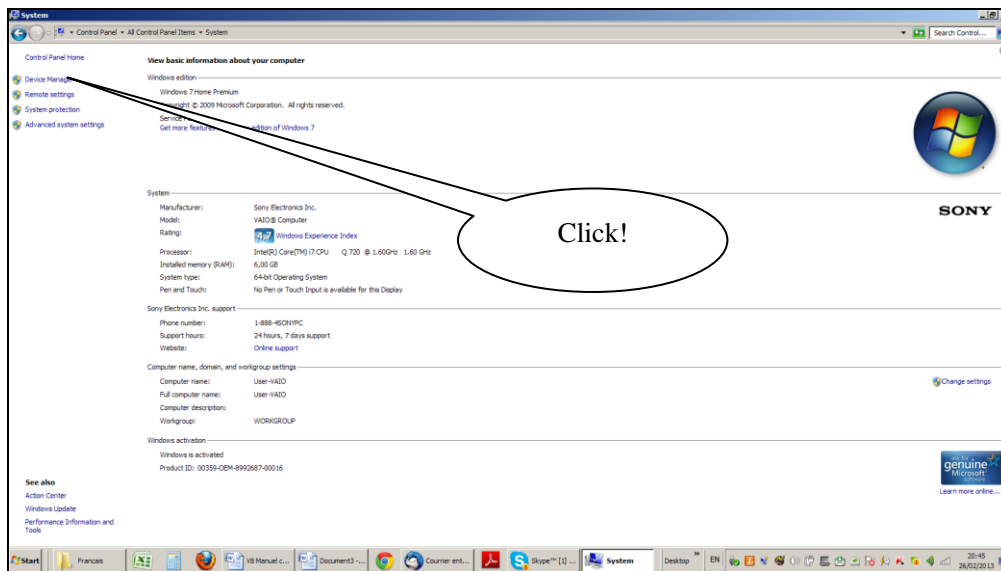 System
Control Panel
All Control Panel Items
System
Search Control...
Control Panel Home
Device Manag
Remote settings
System protection
Advanced system settings
View basic information about your computer
Windows edition
Windows 7 Home Premium
Copyright © 2009 Microsoft Corporation. All rights reserved.
Service
Get more features edition of Windows 7
System
Manufacturer: Sony Electronics Inc.
Model: VAIO® Computer
Rating: 4,7 Windows Experience Index
Processor: Intel(R) Core(TM) i7 CPU Q 720 @ 1.60GHz 1.60 GHz
Installed memory (RAM): 6,00 GB
System type: 64-bit Operating System
Pen and Touch: No Pen or Touch Input is available for this Display
SONY
Click!
Sony Electronics Inc. support
Phone number: 1-888-4SONYPC
Support hours: 24 hours, 7 days support
Website: Online support
Computer name, domain, and workgroup settings
Computer name: User-VAIO
Full computer name: User-VAIO
Computer description:
Workgroup: WORKGROUP
Change settings
Windows activation
Windows is activated
Product ID: 00359-OEM-8992687-00016
ask for
genuine
Microsoft
Software
Learn more online...
See also
Action Center
Windows Update
Performance Information and
Tools
Start
Francais
V8 Manuel c...
Document3 -...
Courrier ent...
Skype™ [1] ...
System
Desktop
EN
20:45
26/02/2013